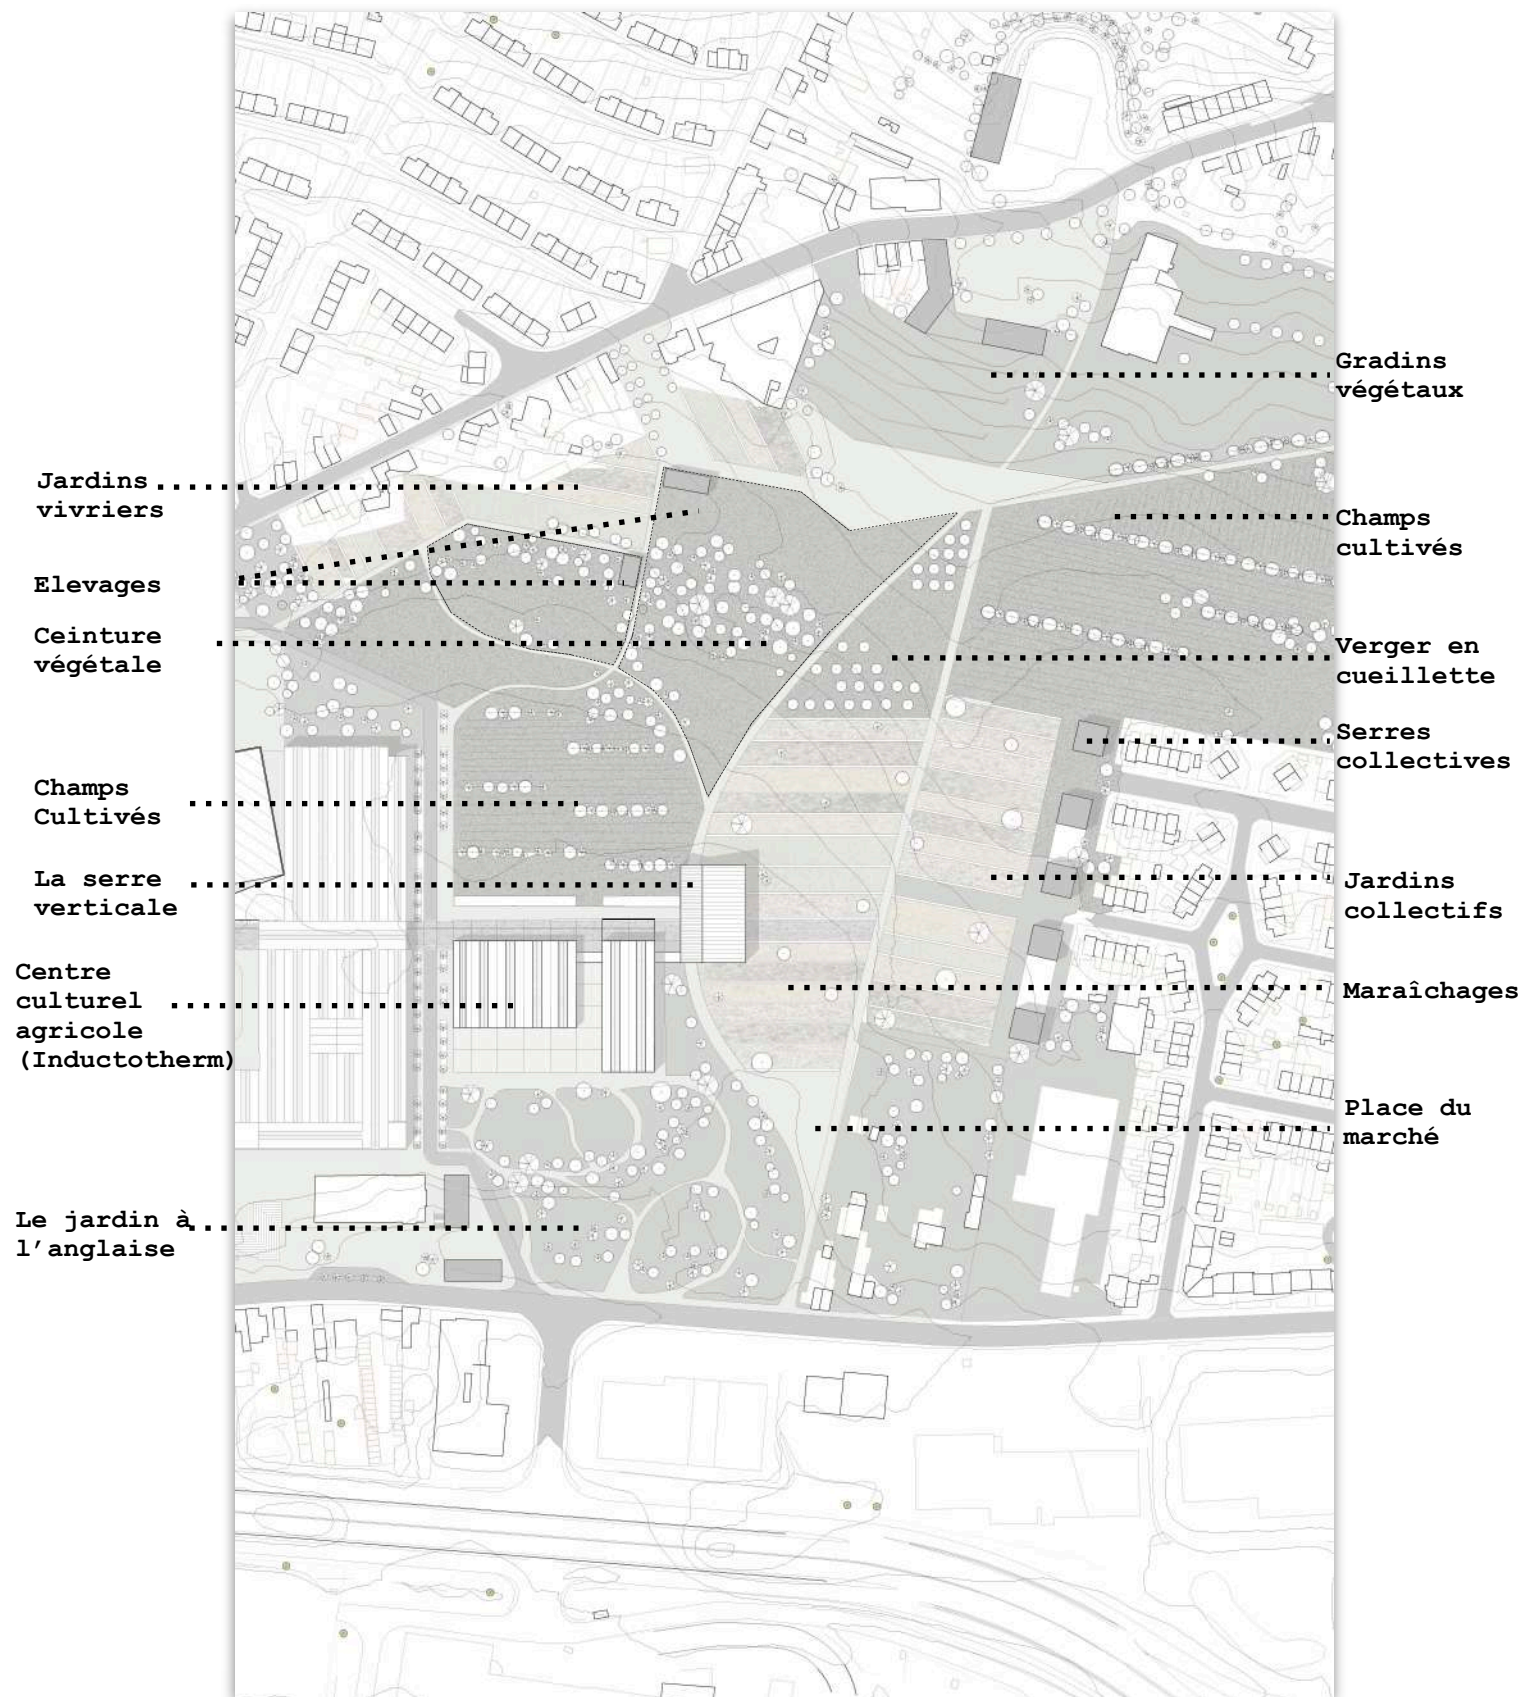 Jardins
vivriers
Elevages
Ceinture
végétale
Champs
Cultivés
La serre
verticale
Centre
culturel
agricole
(Inductotherm)
Le jardin à
l’anglaise
Gradins
végétaux
Champs
cultivés
Verger en
cueillette
Serres
collectives
Jardins
collectifs
Maraîchages
Place du
marché